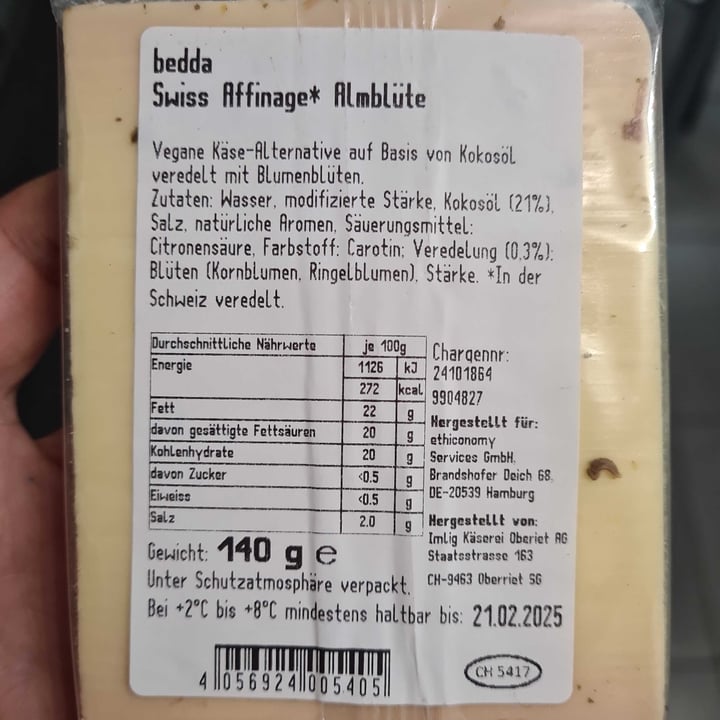 bedda
Swiss Affinage* Almblüte
Vegane Käse-Alternative auf Basis von Kokosöl
veredelt mit Blumenblüten.
Zutaten: Wasser, modifizierte Stärke, Kokosöl (21%),
Salz, natürliche Aromen, Säuerungsmittel:
Citronensäure, Farbstoff: Carotin; Veredelung (0,3%):
Blüten (Kornblumen, Ringelblumen), Stärke. *In der
Schweiz veredelt.
Durchschnittliche Nährwerte je 100g
Energie 1126 kJ
272 kcal
Fett 22 g
davon gesättigte Fettsäuren 20 g
Kohlenhydrate 20 g
davon Zucker <0.5 g
Eiweiss <0.5 g
Salz 2.0 g
Chargennr:
24101864
9904827
Hergestellt für:
ethiconomy
Services GmbH,
Brandshofer Deich 68,
DE-20539 Hamburg
Hergestellt von:
Imlig Käserei Oberiet AG
Staatsstrasse 163
CH-9463 Oberriet SG
Gewicht: 140 g e
Unter Schutzatmosphäre verpackt.
Bei +2°C bis +8°C mindestens haltbar bis: 21.02.2025
4 056924 005405
CH 5417